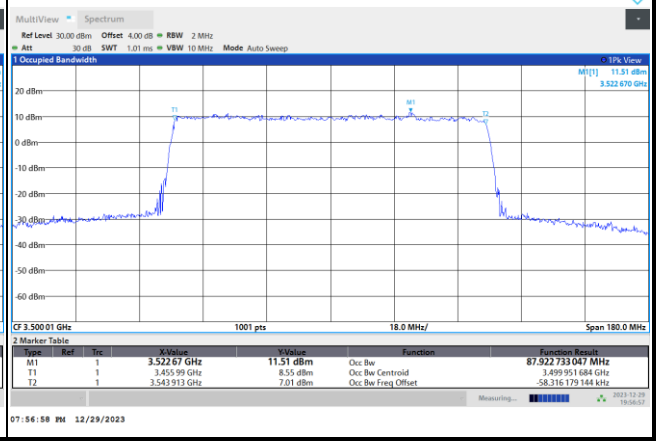 MultiView Spectrum
Ref Level 30.00 dBm Offset 4.00 dB RBW 2 MHz
Att 30 dB SWT 1.01 ms VBW 10 MHz Mode Auto Sweep
1 Occupied Bandwidth 1Pk View
M1[1] 11.51 dBm
3.522 670 GHz
20 dBm
M1
T1
T2
10 dBm
0 dBm
-10 dBm
-20 dBm
-30 dBm
-40 dBm
-50 dBm
-60 dBm
CF 3.500 01 GHz 1001 pts 18.0 MHz/ Span 180.0 MHz
2 Marker Table
Type Ref Trc X-Value Y-Value Function Function Result
M1 1 3.522 67 GHz 11.51 dBm Occ Bw 87.922 733 047 MHz
T1 1 3.455 99 GHz 8.55 dBm Occ Bw Centroid 3.499 951 684 GHz
T2 1 3.543 913 GHz 7.01 dBm Occ Bw Freq Offset -58.316 179 144 kHz
Measuring... 2023-12-29
19:56:57
07:56:58 PM 12/29/2023